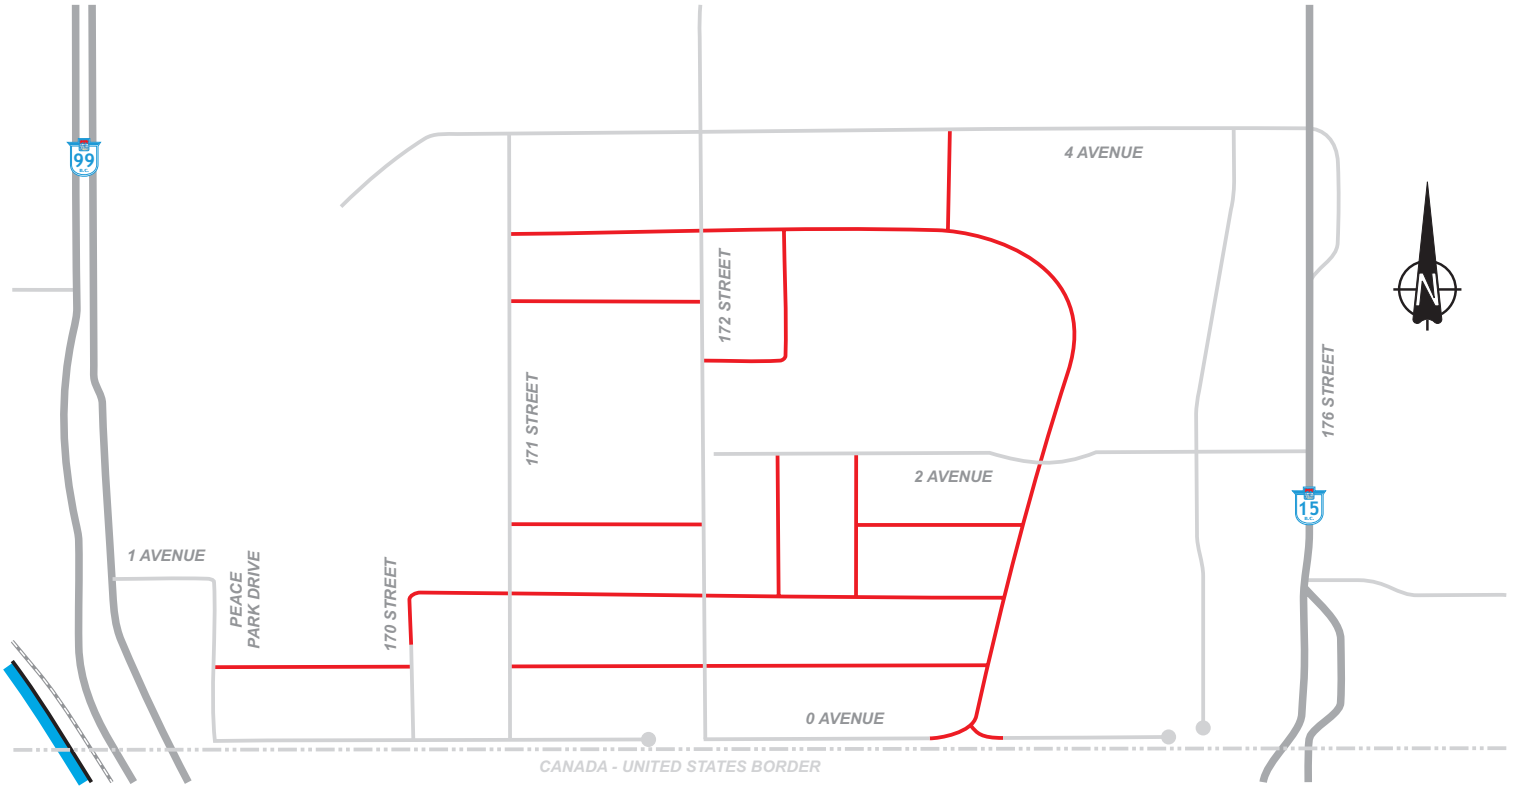 99
B.C.
4 AVENUE
N
172 STREET
176 STREET
171 STREET
2 AVENUE
15
B.C.
1 AVENUE
PEACE
PARK DRIVE
170 STREET
0 AVENUE
CANADA - UNITED STATES BORDER